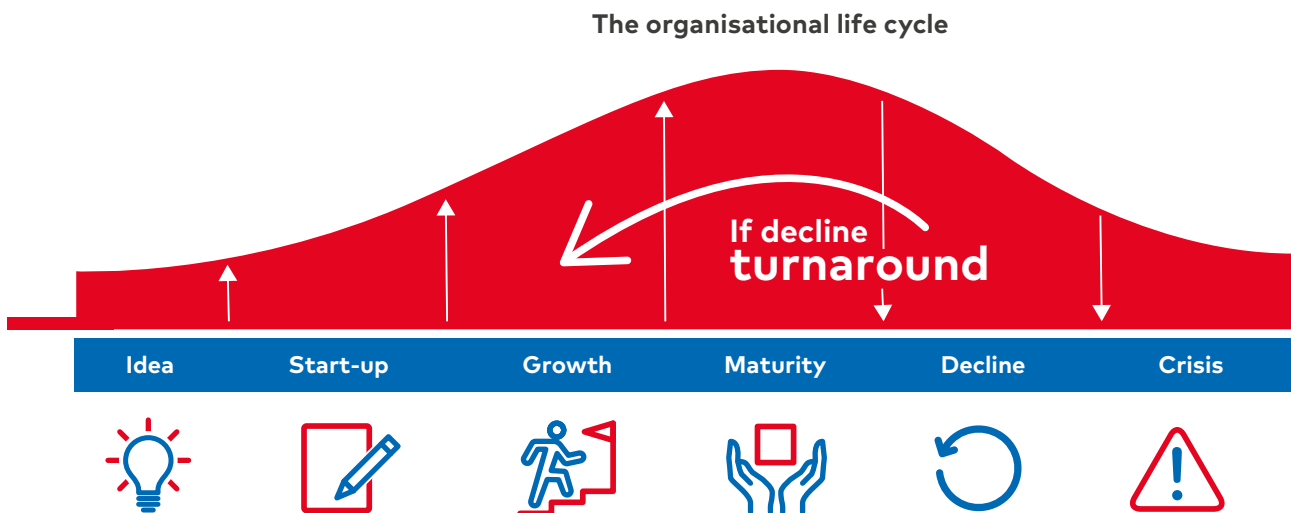 The organisational life cycle
If decline
turnaround
Idea Start-up Growth Maturity Decline Crisis